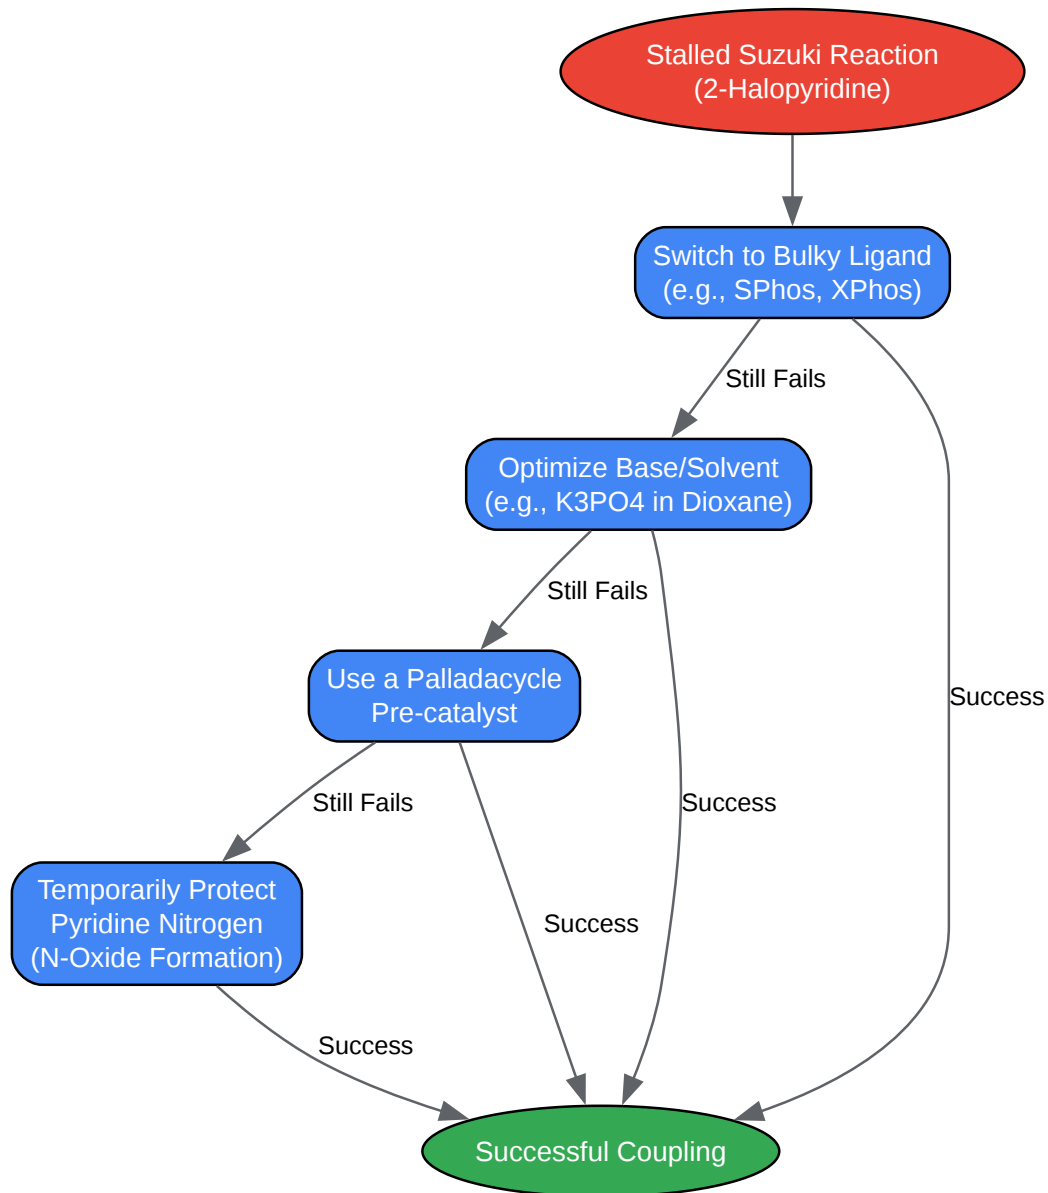 Stalled Suzuki Reaction
(2-Halopyridine)
Switch to Bulky Ligand
(e.g., SPhos, XPhos)
Still Fails
Optimize Base/Solvent
(e.g., K3PO4 in Dioxane)
Still Fails
Use a Palladacycle
Pre-catalyst
Success
Still Fails
Success
Temporarily Protect
Pyridine Nitrogen
(N-Oxide Formation)
Success
Success
Successful Coupling